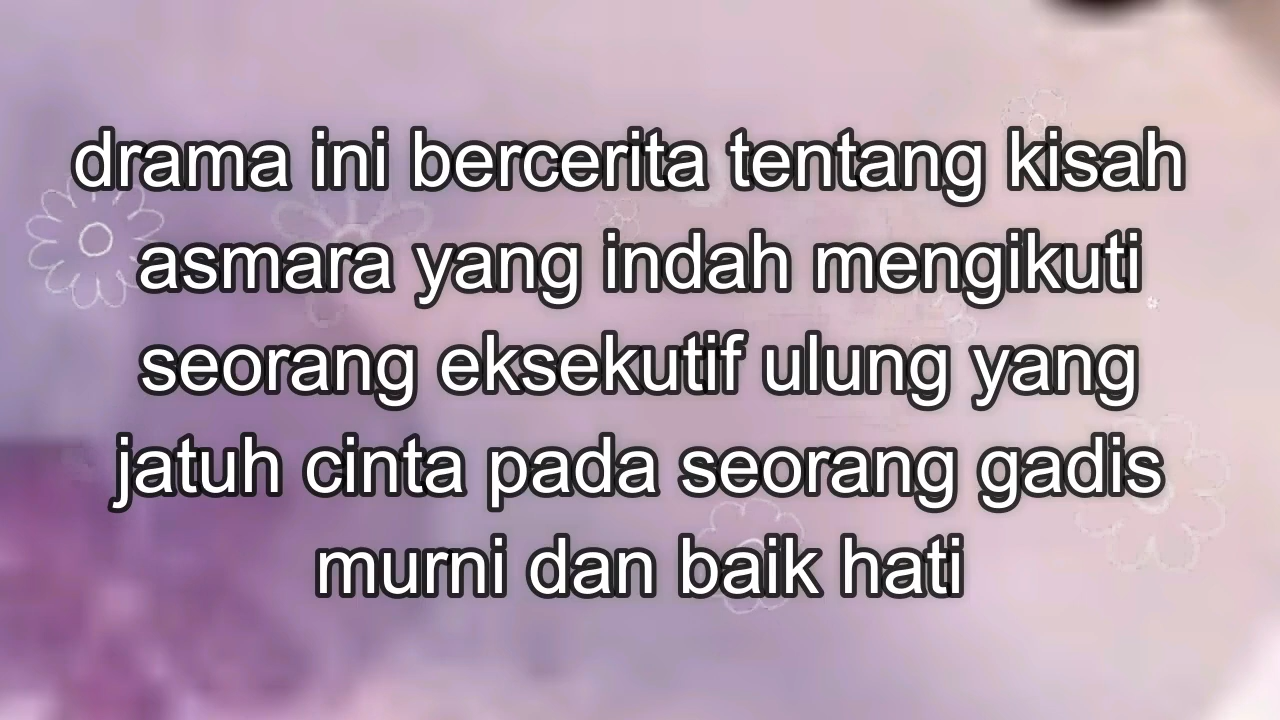 drama ini bercerita tentang kisah
asmara yang indah mengikuti
seorang eksekutif ulung yang
jatuh cinta pada seorang gadis
murni dan baik hati